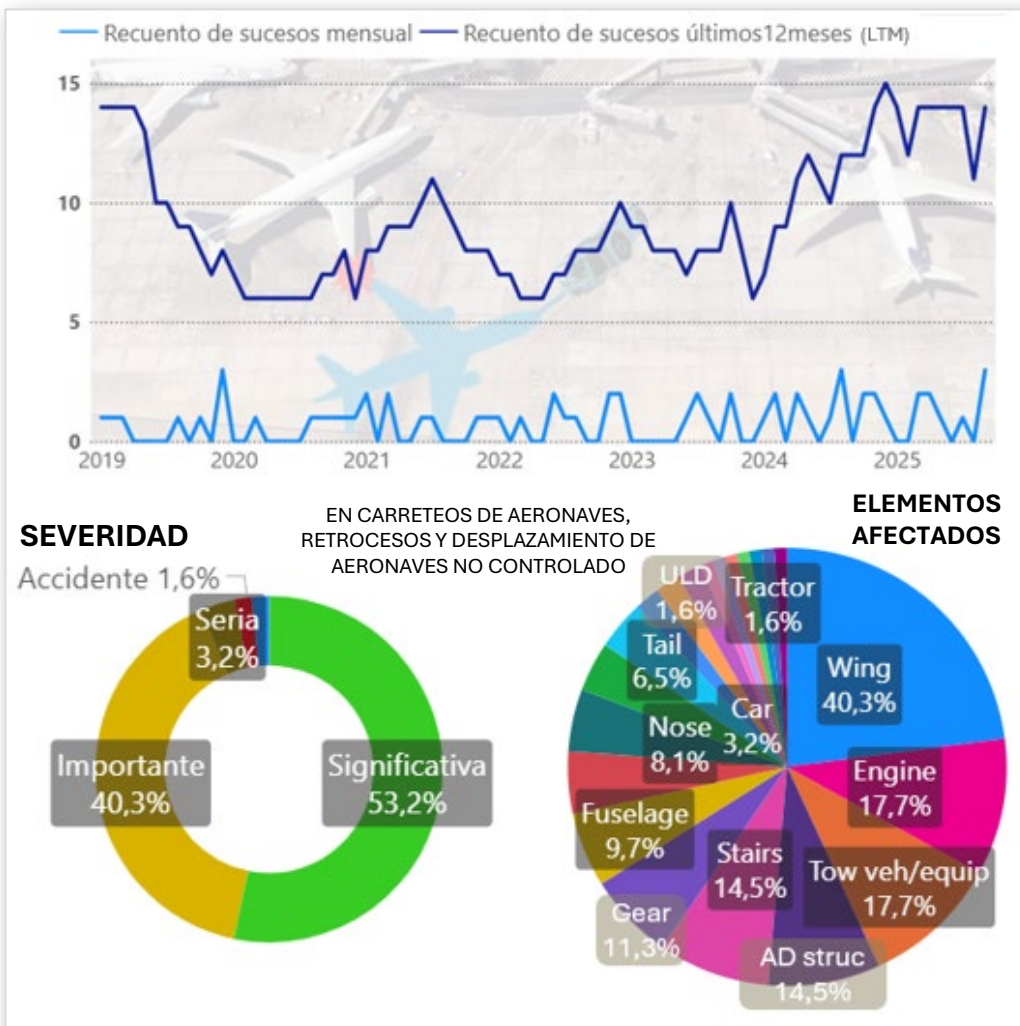 Recuento de sucesos mensual Recuento de sucesos últimos12meses (LTM)
15
10
5
0
2019 2020 2021 2022 2023 2024 2025
SEVERIDAD
EN CARRETEOS DE AERONAVES,
RETROCESOS Y DESPLAZAMIENTO DE
AERONAVES NO CONTROLADO
ELEMENTOS
AFECTADOS
Accidente 1,6%
Seria
3,2%
Importante
40,3%
Significativa
53,2%
ULD
1,6%
Tractor
1,6%
Tail
6,5%
Wing
40,3%
Car
3,2%
Nose
8,1%
Engine
17,7%
Fuselage
9,7%
Stairs
14,5%
Tow veh/equip
17,7%
Gear
11,3%
AD struc
14,5%